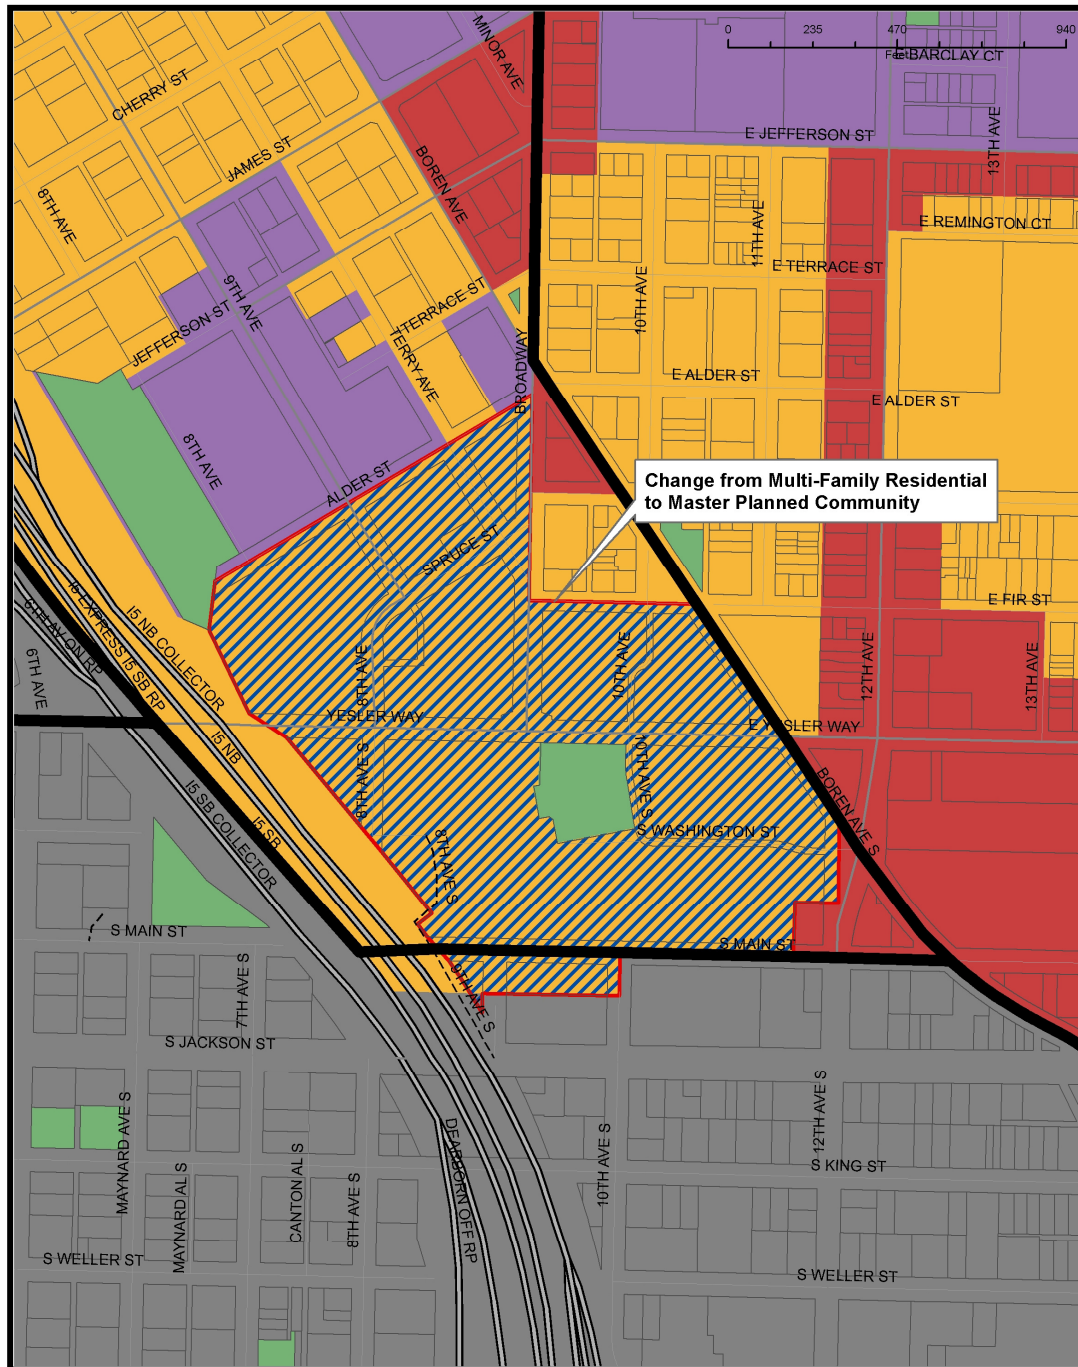 MINOR AVE
0 235 470 940
Feet
E BARCLAY CT
CHERRY ST
E JEFFERSON ST
13TH AVE
JAMES ST
BOREN AVE
8TH AVE
11TH AVE
E REMINGTON CT
9TH AVE
10TH AVE
E TERRACE ST
TERRACE ST
JEFFERSON ST
TERRY AVE
BROADWAY
E ALDER ST
E ALDER ST
8TH AVE
ALDER ST
Change from Multi-Family Residential
to Master Planned Community
SPRUCE ST
I5 NB COLLECTOR
I5 EXPRESS
I5 SB RP
6TH AV ON RP
6TH AVE
E FIR ST
8TH AVE
10TH AVE
12TH AVE
13TH AVE
YESLER WAY
E YESLER WAY
I5 NB
I5 SB COLLECTOR
I5 SB
8TH AVE S
10TH AVE S
BOREN AVE S
S WASHINGTON ST
8TH AVE S
S MAIN ST
S MAIN ST
7TH AVE S
9TH AVE S
S JACKSON ST
MAYNARD AVE S
MAYNARD AL S
CANTON AL S
8TH AVE S
DEARBORN OFF RP
10TH AVE S
12TH AVE S
S KING ST
S WELLER ST
S WELLER ST